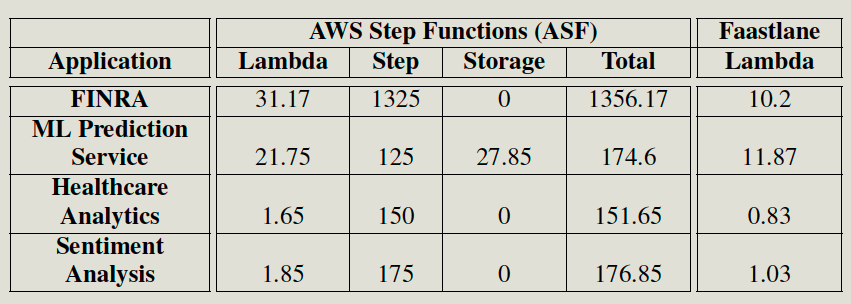 AWS Step Functions (ASF) Faastlane
Application Lambda Step Storage Total Lambda
FINRA 31.17 1325 0 1356.17 10.2
ML Prediction
Service 21.75 125 27.85 174.6 11.87
Healthcare
Analytics 1.65 150 0 151.65 0.83
Sentiment
Analysis 1.85 175 0 176.85 1.03